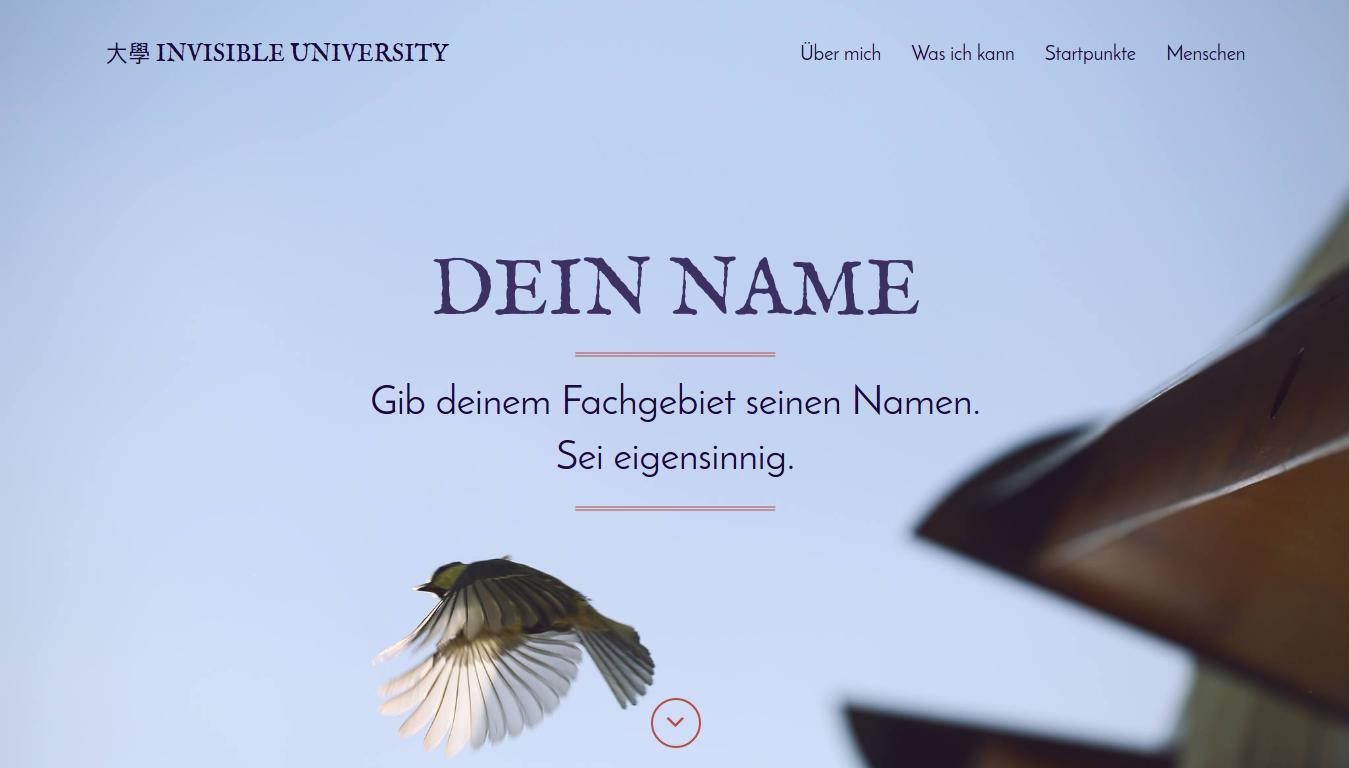 大學 INVISIBLE UNIVERSITY
Über mich Was ich kann Startpunkte Menschen
DEIN NAME
Gib deinem Fachgebiet seinen Namen.
Sei eigensinnig.